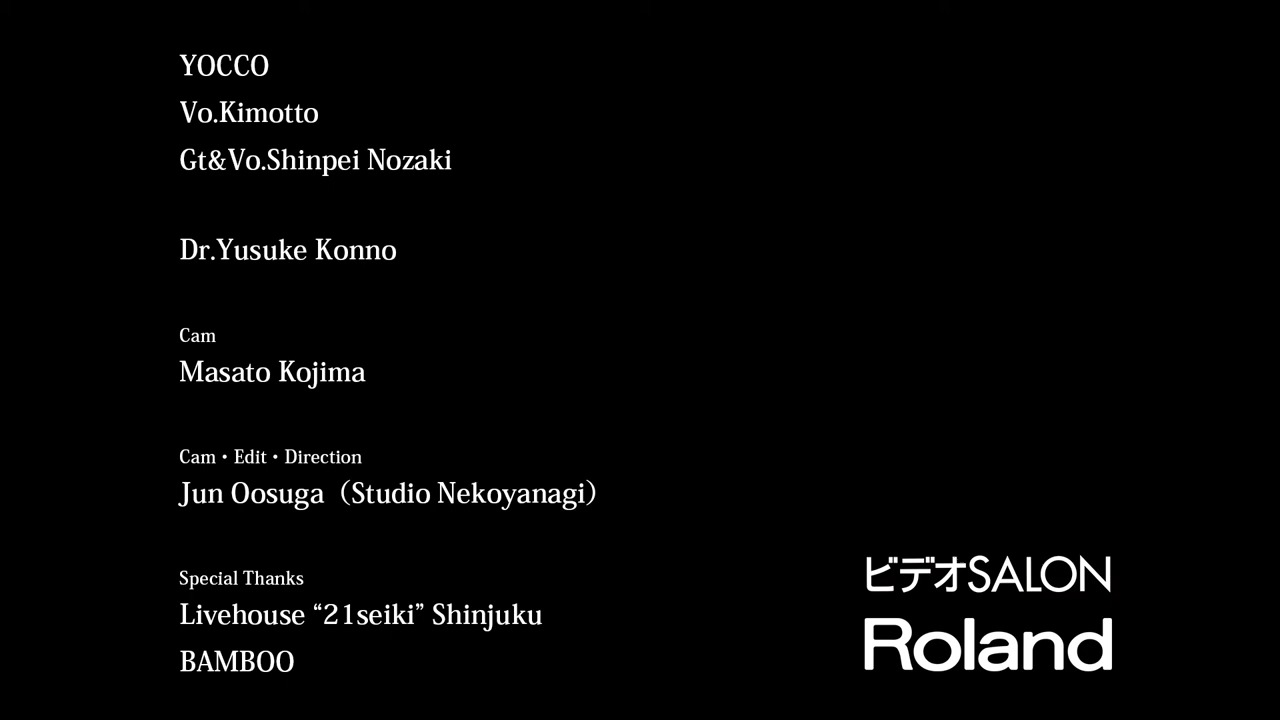 YOCCO
Vo.Kimotto
Gt&Vo.Shinpei Nozaki
Dr.Yusuke Konno
Cam
Masato Kojima
Cam・Edit・Direction
Jun Oosuga（Studio Nekoyanagi）
Special Thanks
Livehouse “21seiki” Shinjuku
BAMBOO
ビデオSALON
Roland